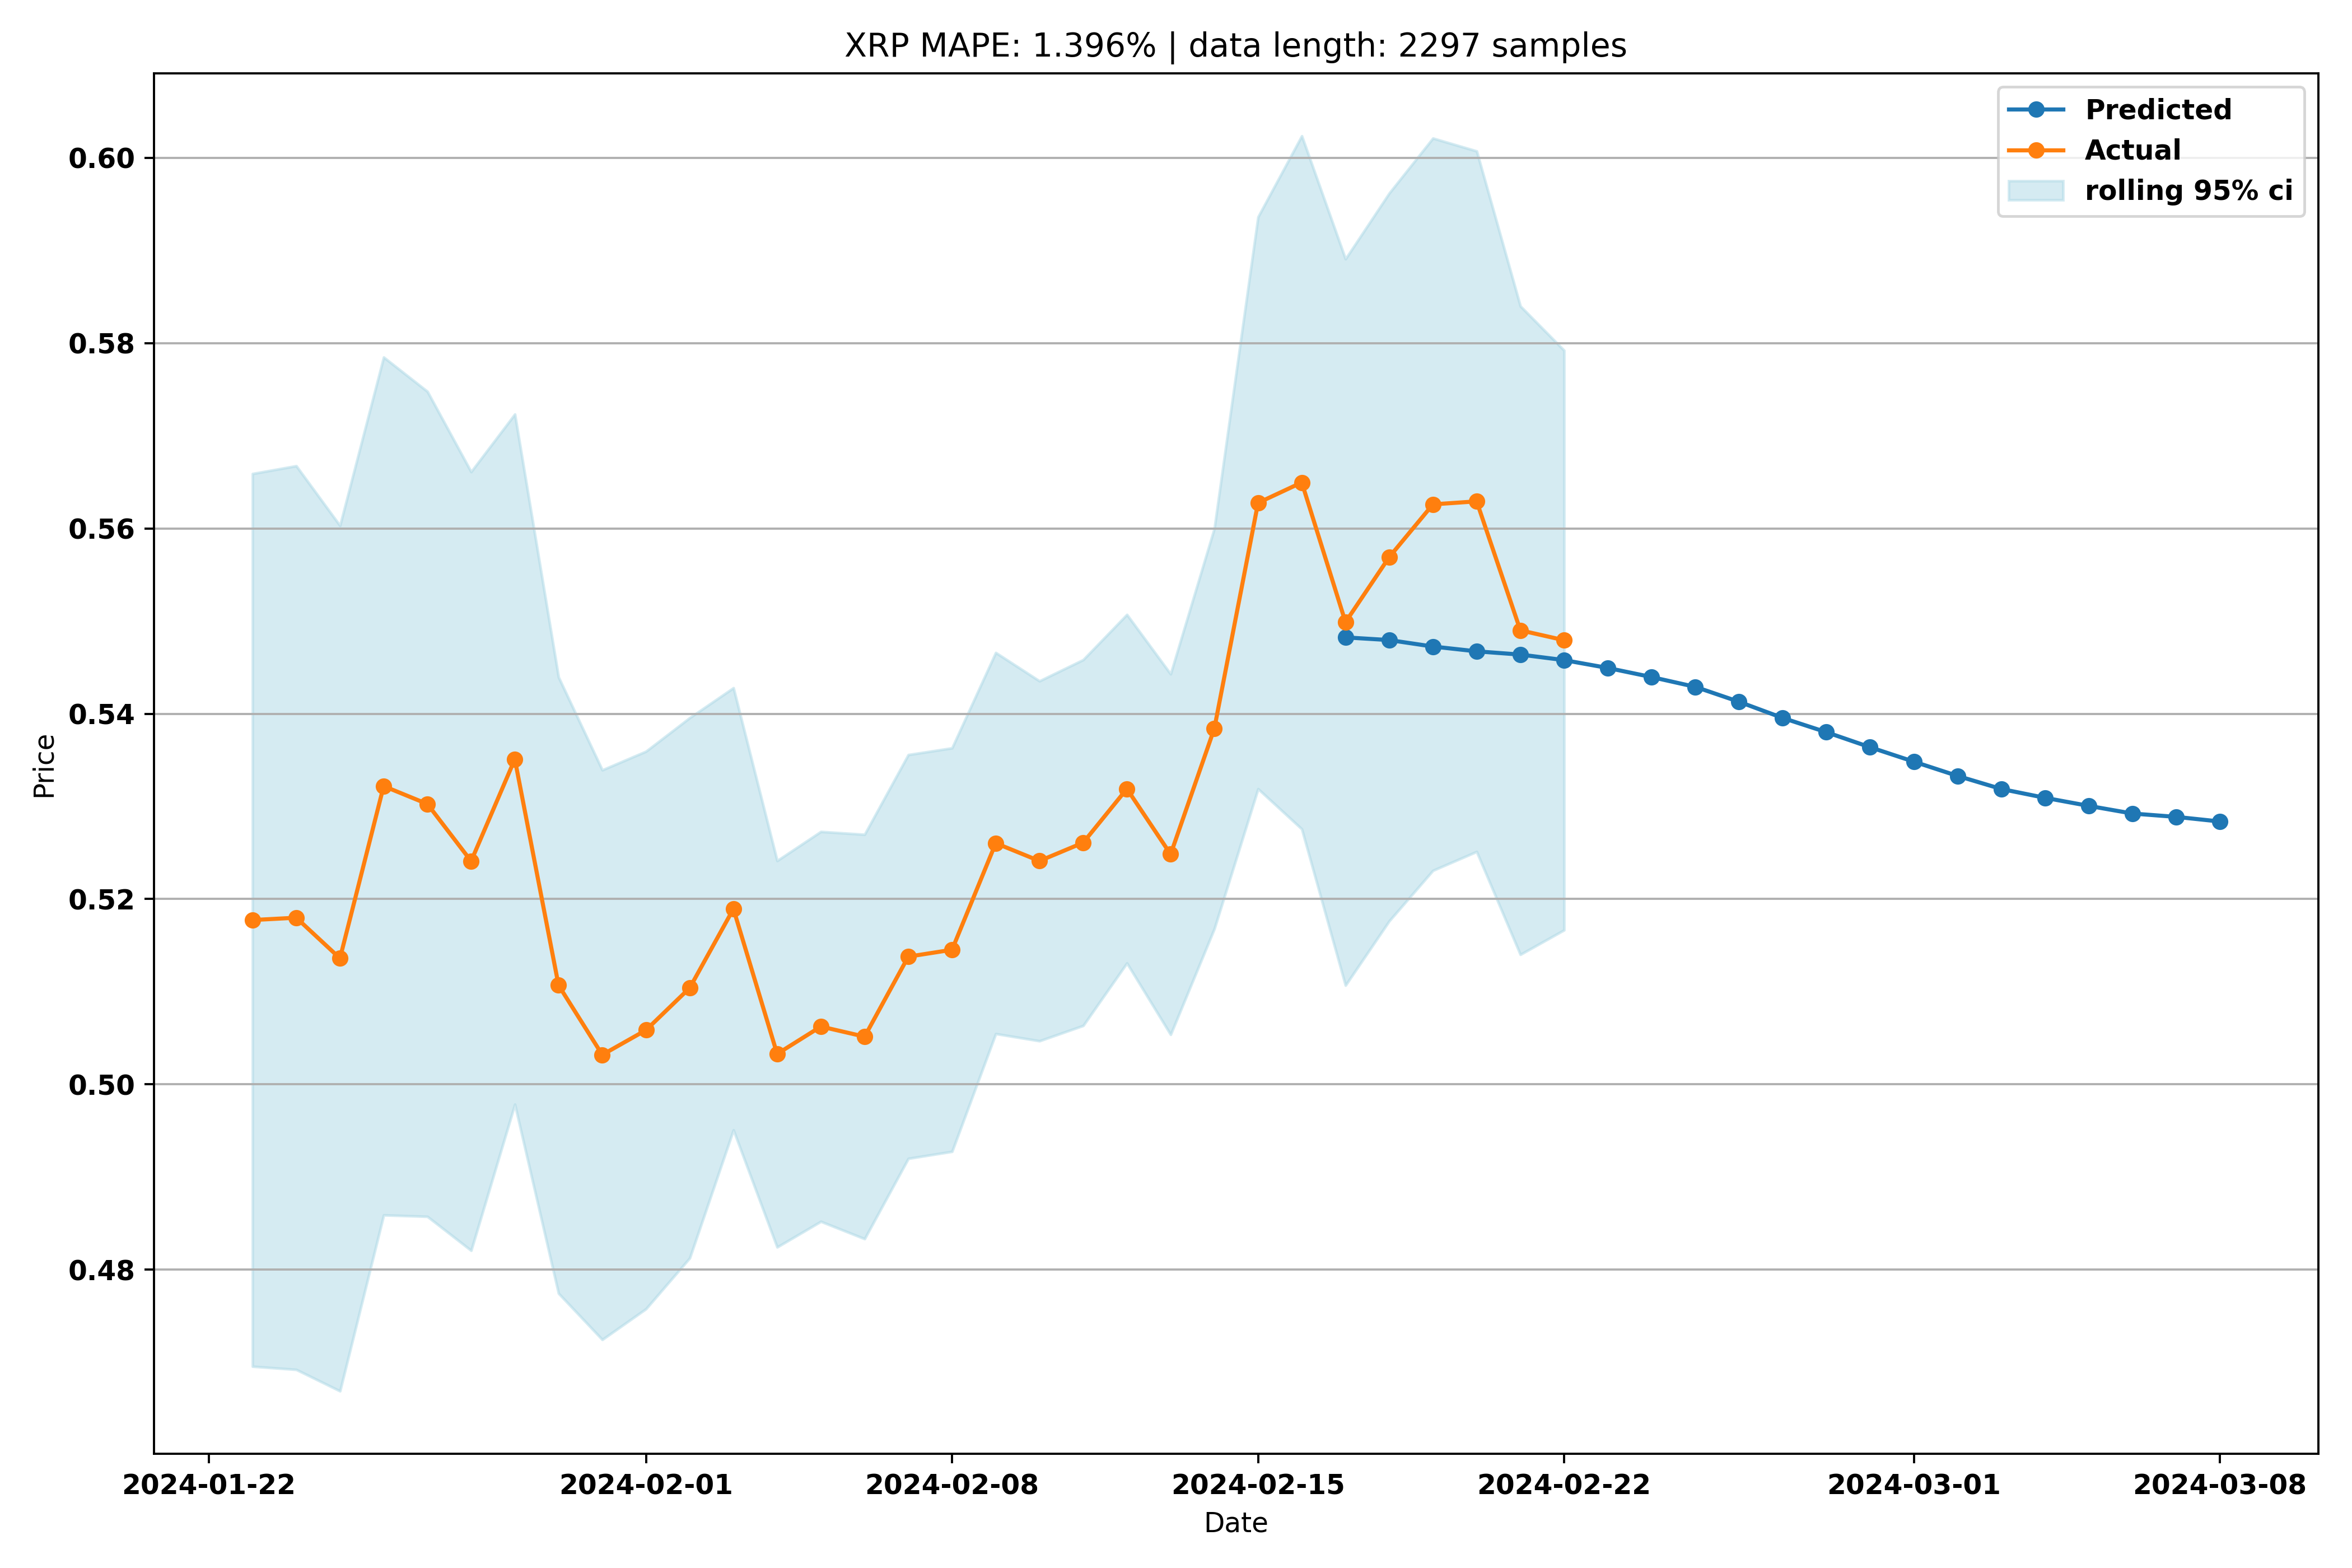 XRP MAPE: 1.396% | data length: 2297 samples
Predicted
Actual
rolling 95% ci
0.60
0.58
0.56
0.54
0.52
0.50
0.48
Price
2024-01-22
2024-02-01
2024-02-08
2024-02-15
2024-02-22
2024-03-01
2024-03-08
Date